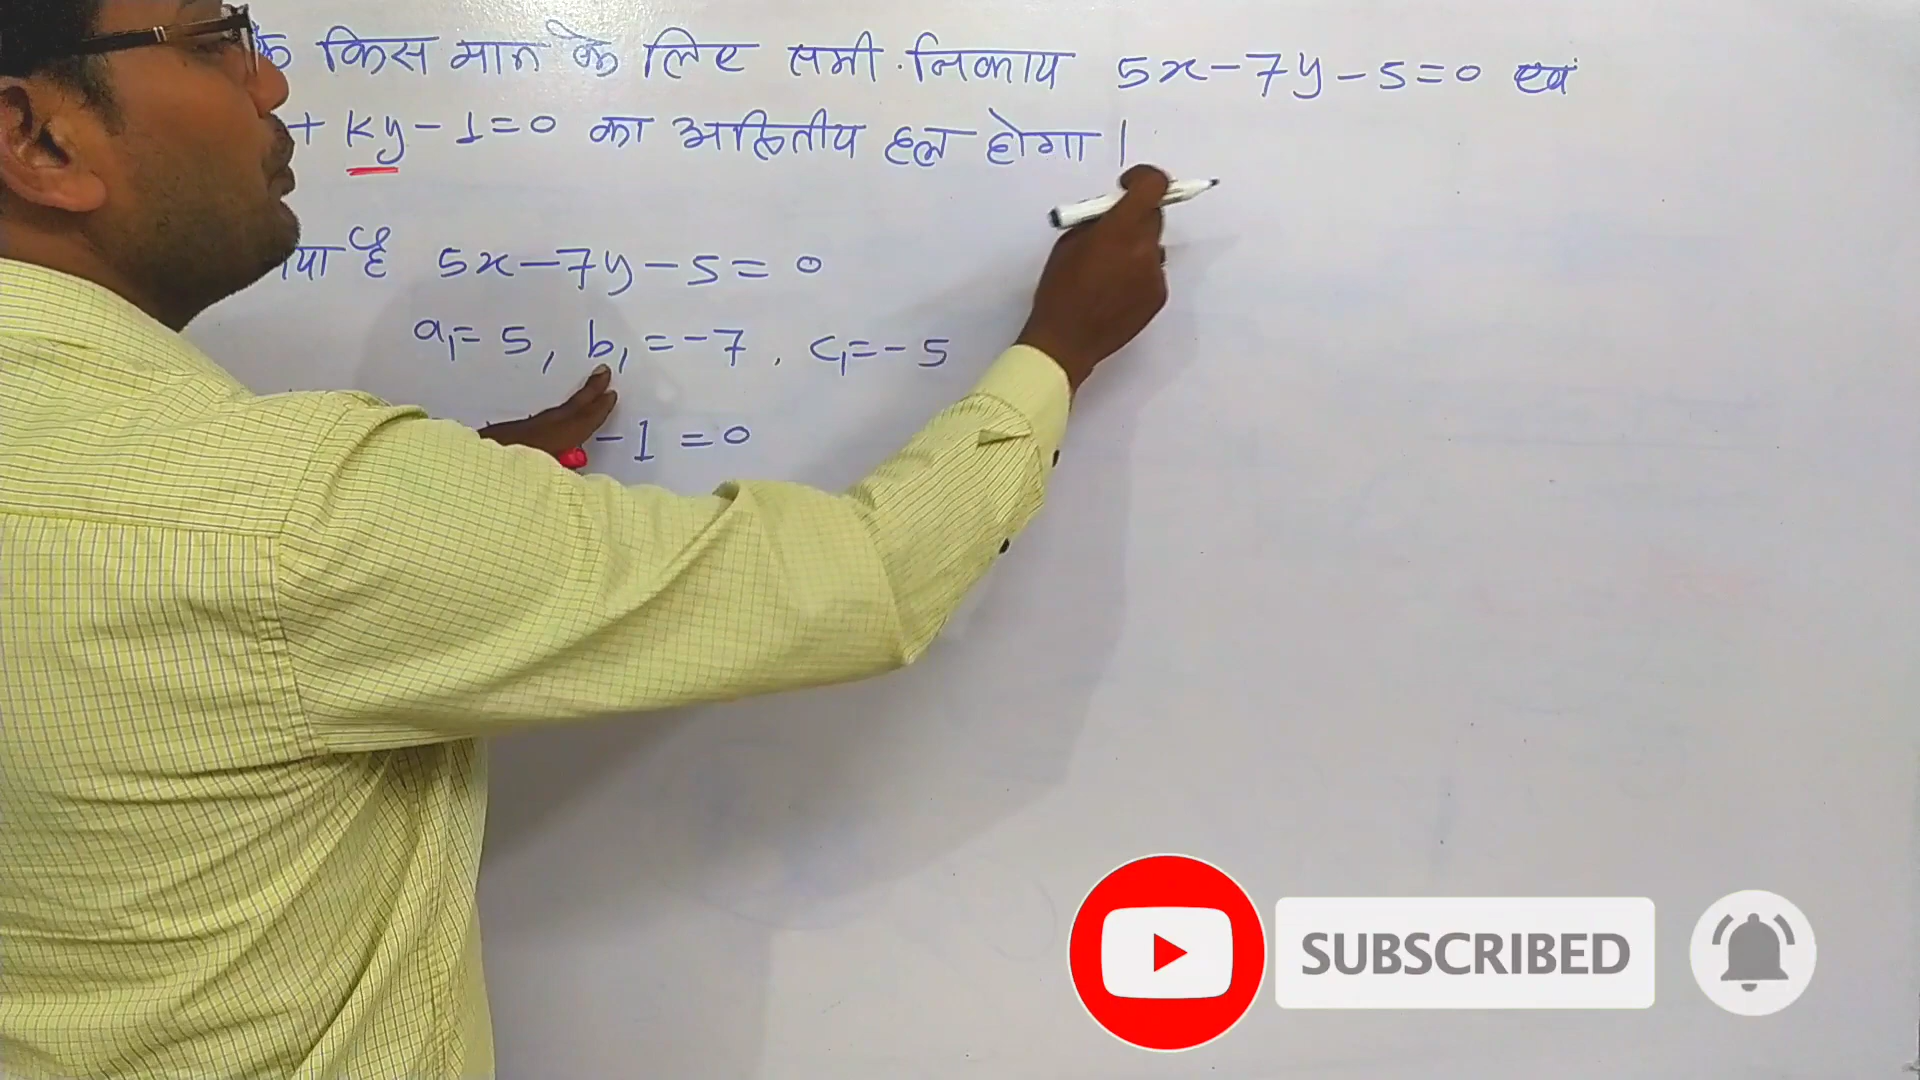 किस मान के लिए समी. निकाय 5x-7y-5=0 एवं
+ ky-1=0 का अद्वितीय हल होगा।
है 5x-7y-5=0
a₁=5, b₁=-7, c₁=-5
-1=0
SUBSCRIBED